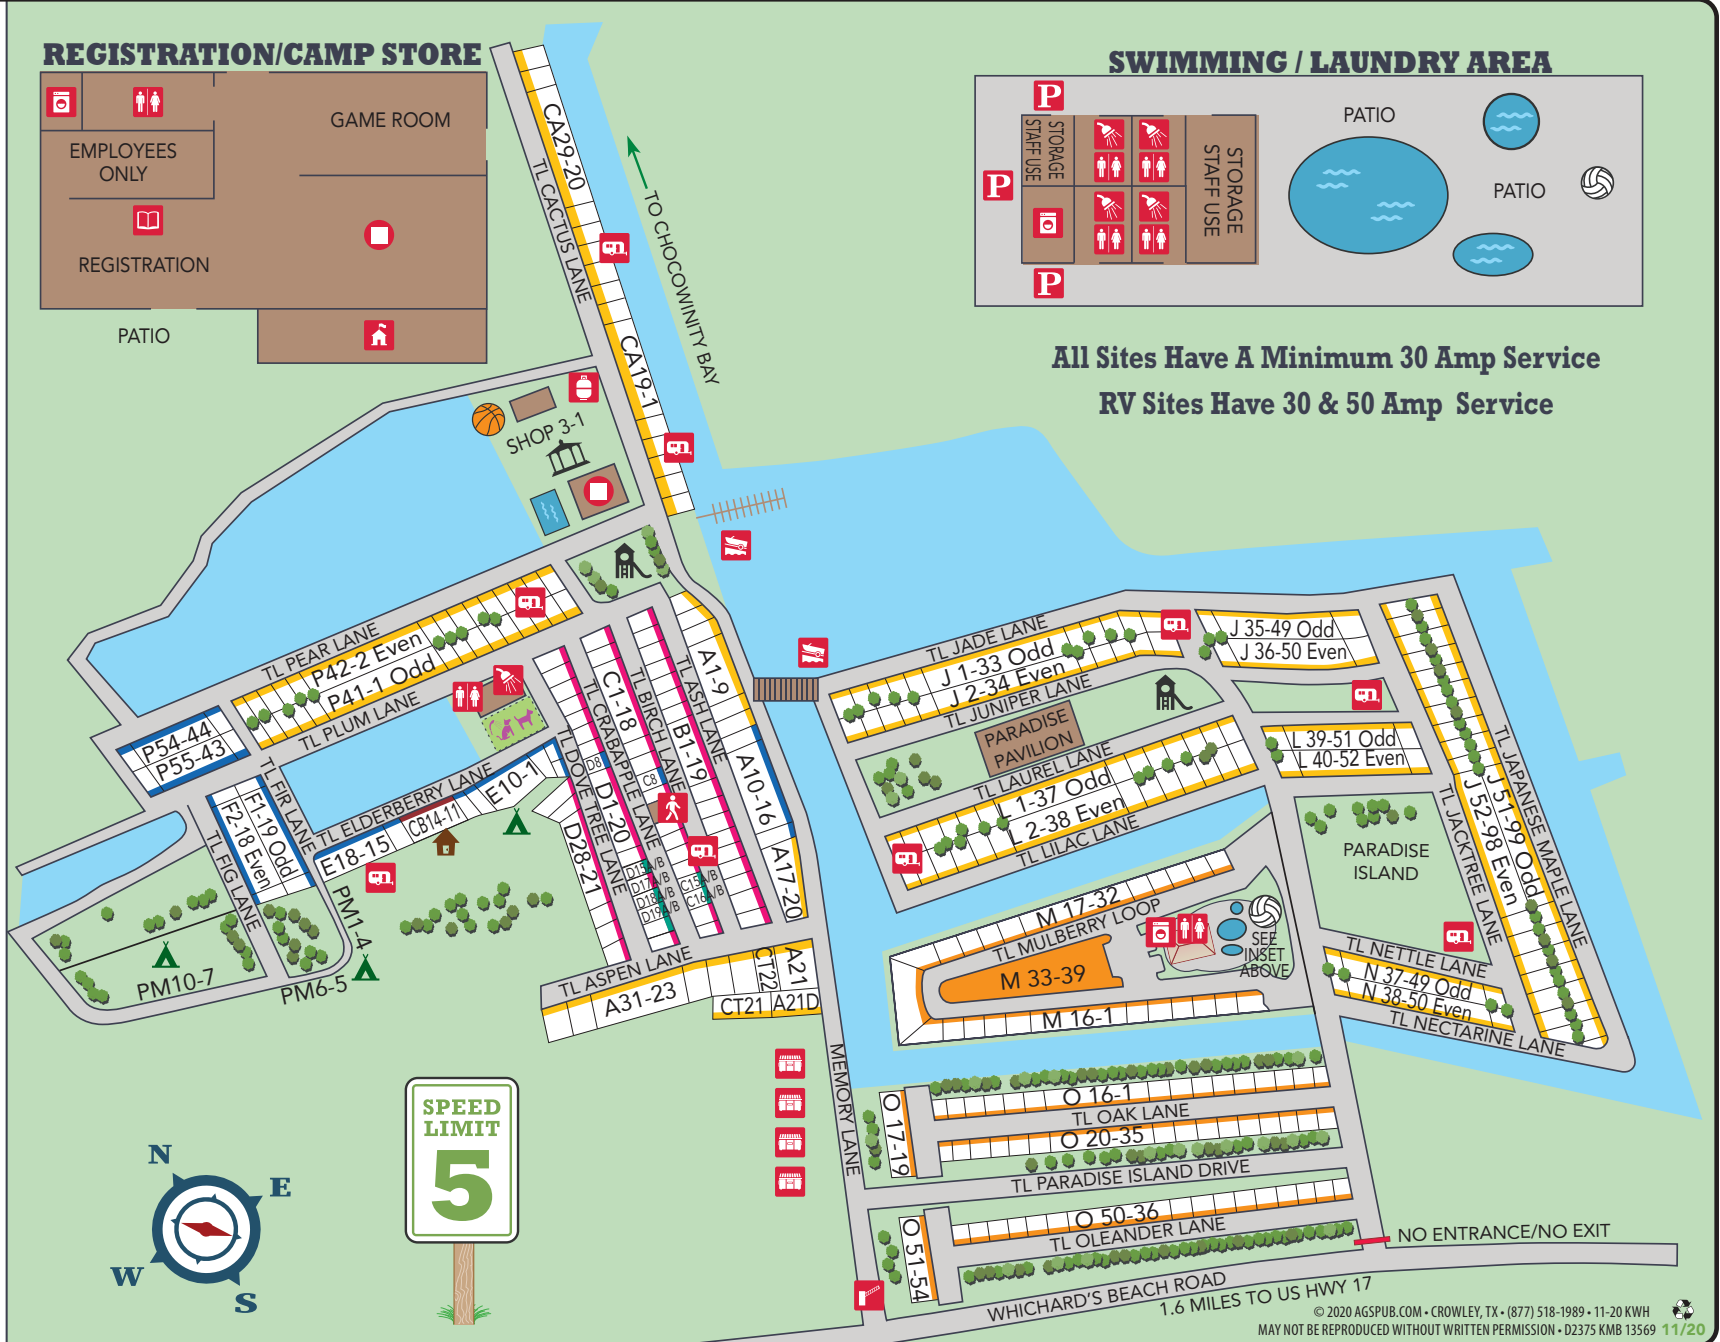 REGISTRATION/CAMP STORE
GAME ROOM
EMPLOYEES
ONLY
REGISTRATION
PATIO
SWIMMING / LAUNDRY AREA
P
P
P
STORAGE
STAFF USE
STORAGE
STAFF USE
PATIO
PATIO
All Sites Have A Minimum 30 Amp Service
RV Sites Have 30 & 50 Amp Service
CA29-20
TL CACTUS LANE
TO CHOCOWINITY BAY
CA19-1
SHOP 3-1
TL PEAR LANE
P42-2 Even
P41-1 Odd
TL PLUM LANE
P54-44
P55-43
TL FIR LANE
F1-19 Odd
F2-18 Even
TL FIG LANE
TL ELDERBERRY LANE
E10-1
CB14-11
E18-15
PM1-4
PM6-5
PM10-7
TL DOVE TREE LANE
D28-21
D8
D1-20
TL CRABAPPLE LANE
C1-18
C8
TL BIRCH LANE
B1-19
TL ASH LANE
A1-9
A10-16
A17-20
D15A/B
D17A/B
D18A/B
D19A/B
C15A/B
C16A/B
TL ASPEN LANE
A31-23
CT22
A21
CT21
A21D
MEMORY LANE
TL JADE LANE
J 1-33 Odd
J 2-34 Even
TL JUNIPER LANE
J 35-49 Odd
J 36-50 Even
PARADISE
PAVILION
TL LAUREL LANE
L 1-37 Odd
L 2-38 Even
TL LILAC LANE
L 39-51 Odd
L 40-52 Even
TL JAPANESE MAPLE LANE
J 51-99 Odd
J 52-98 Even
TL JACKTREE LANE
PARADISE
ISLAND
M 17-32
TL MULBERRY LOOP
M 33-39
M 16-1
SEE
INSET
ABOVE
TL NETTLE LANE
N 37-49 Odd
N 38-50 Even
TL NECTARINE LANE
O 17-19
O 16-1
TL OAK LANE
O 20-35
TL PARADISE ISLAND DRIVE
O 51-54
O 50-36
TL OLEANDER LANE
NO ENTRANCE/NO EXIT
WHICHARD'S BEACH ROAD
1.6 MILES TO US HWY 17
SPEED
LIMIT
5
N
E
W
S
© 2020 AGSPUB.COM • CROWLEY, TX • (877) 518-1989 • 11-20 KWH
MAY NOT BE REPRODUCED WITHOUT WRITTEN PERMISSION • D2375 KMB 13569 11/20